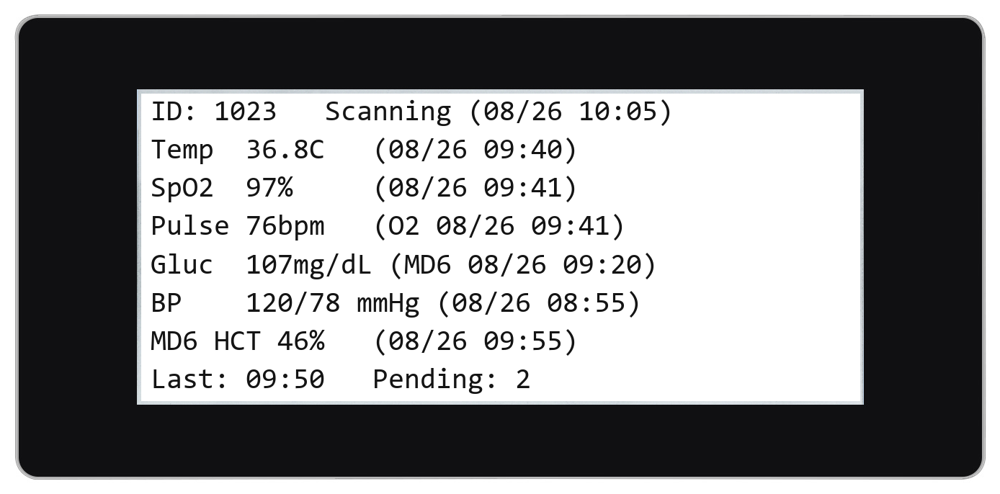 ID: 1023   Scanning (08/26 10:05)
Temp  36.8C   (08/26 09:40)
SpO2  97%     (08/26 09:41)
Pulse 76bpm   (O2 08/26 09:41)
Gluc  107mg/dL (MD6 08/26 09:20)
BP    120/78 mmHg (08/26 08:55)
MD6 HCT 46%   (08/26 09:55)
Last: 09:50   Pending: 2